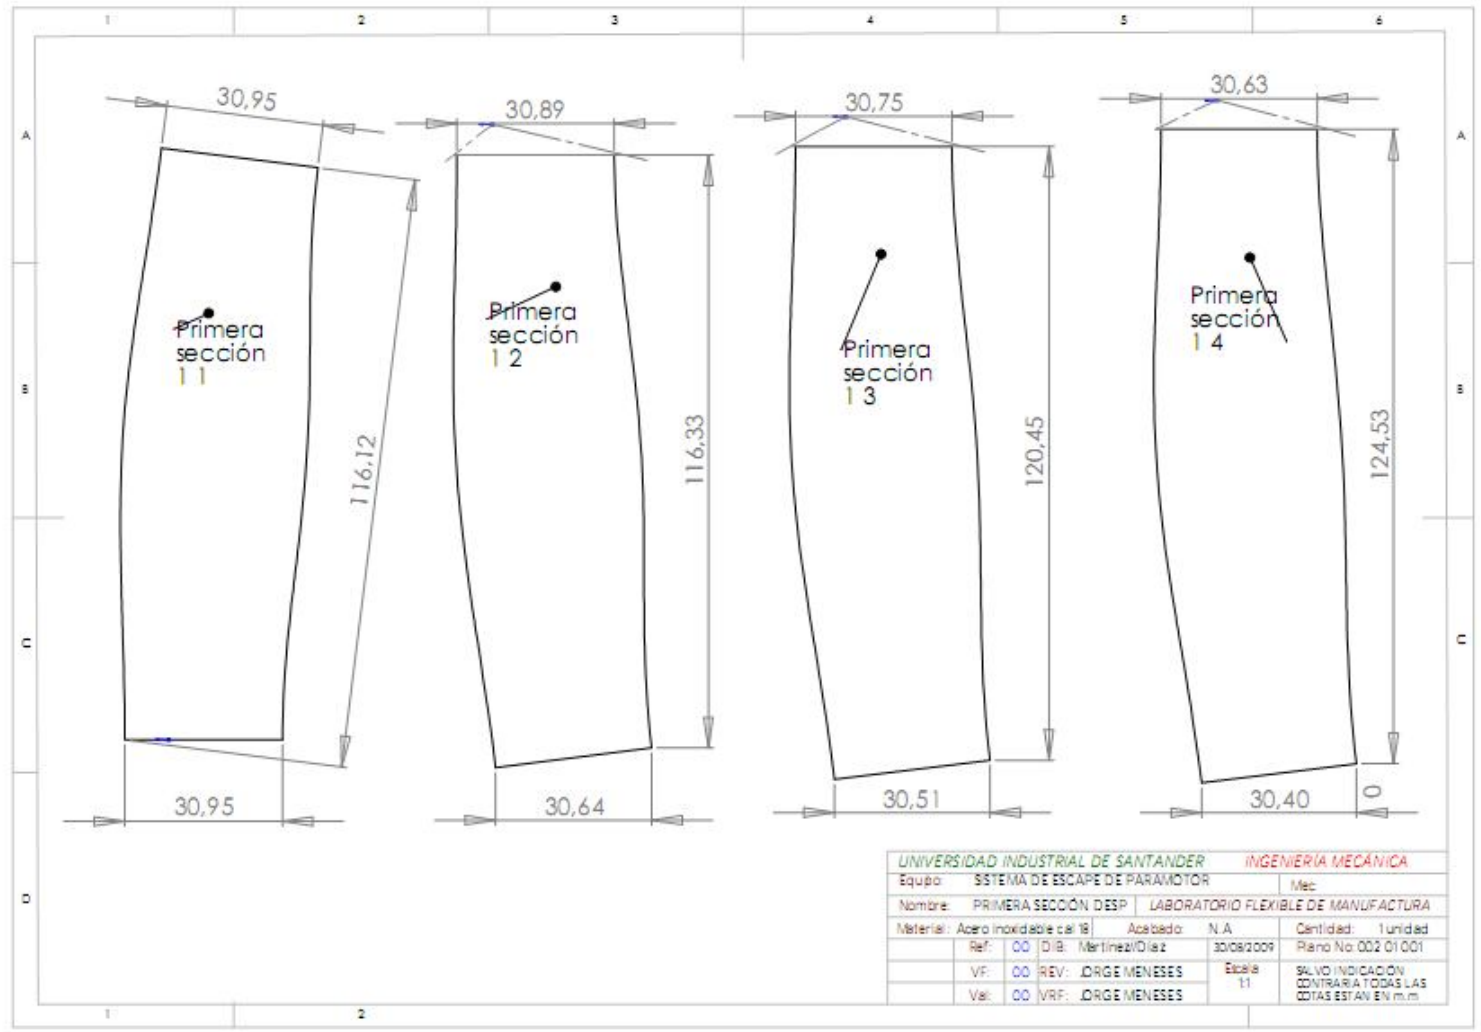 1 2 3 4 5 6
A A
30,95 30,89 30,75 30,63
B B
Primera
sección
1 1
Primera
sección
1 2
Primera
sección
1 3
Primera
sección
1 4
116,12 116,33 120,45 124,53
C C
30,95 30,64 30,51 30,40 0
D
UNIVERSIDAD INDUSTRIAL DE SANTANDER INGENIERÍA MECÁNICA
Equipo: SISTEMA DE ESCAPE DE PARAMOTOR Mec:
Nombre: PRIMERA SECCIÓN DESP LABORATORIO FLEXIBLE DE MANUFACTURA
Material: Acero inoxidable cal 18 Acabado: N.A Cantidad: 1 unidad
Ref: 00 DIB: Martínez/Díaz 30/08/2009 Plano No: 002 01 001
VF: 00 REV: JORGE MENESES Escala
1:1
Val: 00 VRF: JORGE MENESES
SALVO INDICACIÓN
CONTRARIA TODAS LAS
COTAS ESTAN EN m.m
1 2